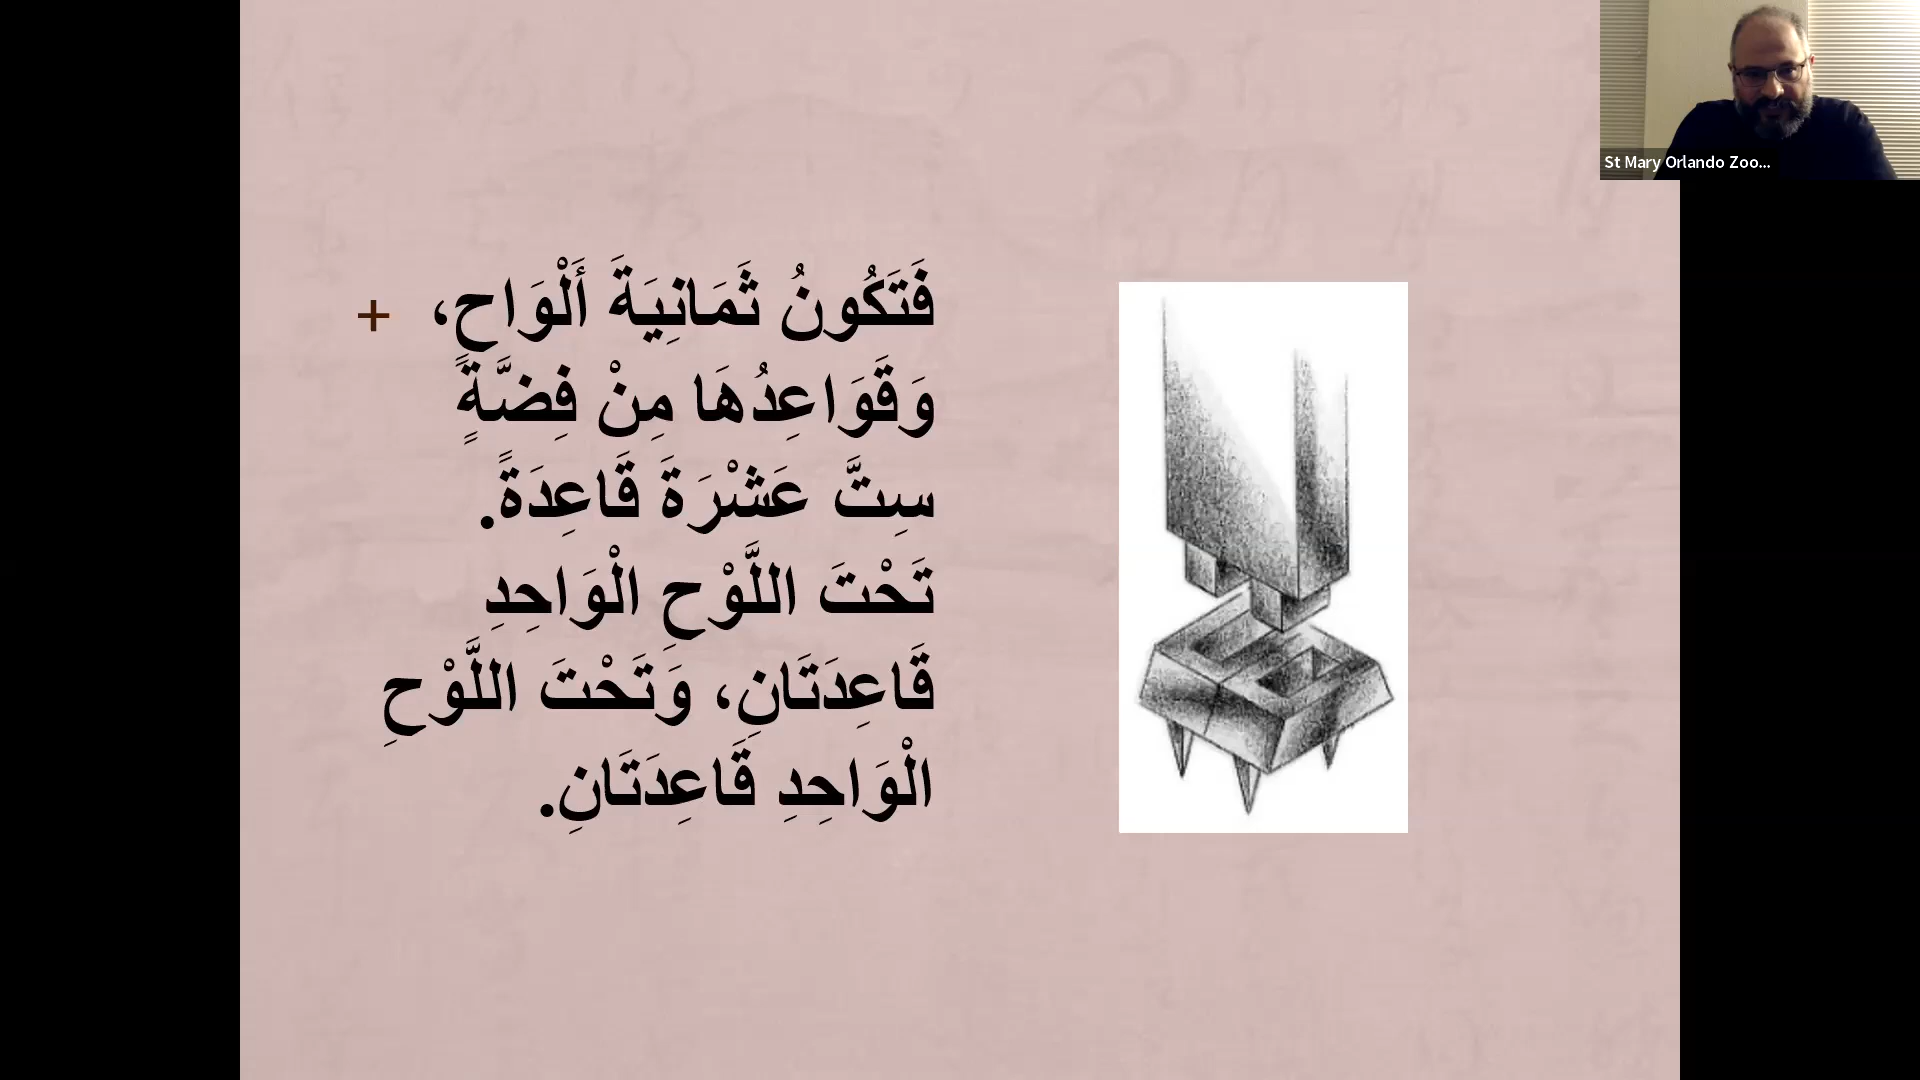 St Mary Orlando Zoo...
+ فَتَكُونُ ثَمَانِيَةَ أَلْوَاحٍ،
وَقَوَاعِدُهَا مِنْ فِضَّةٍ
سِتَّ عَشْرَةَ قَاعِدَةً.
تَحْتَ اللَّوْحِ الْوَاحِدِ
قَاعِدَتَانِ، وَتَحْتَ اللَّوْحِ
الْوَاحِدِ قَاعِدَتَانِ.